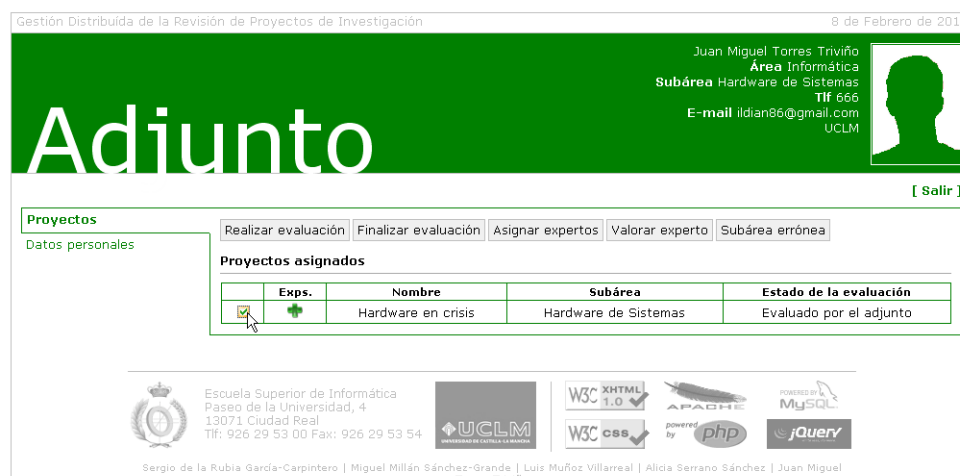 Gestión Distribuída de la Revisión de Proyectos de Investigación
8 de Febrero de 201
Juan Miguel Torres Triviño
Área Informática
Subárea Hardware de Sistemas
Tlf 666
E-mail ildian86@gmail.com
UCLM
Adjunto
[ Salir ]
Proyectos
Datos personales
Realizar evaluación Finalizar evaluación Asignar expertos Valorar experto Subárea errónea
Proyectos asignados
Exps. Nombre Subárea Estado de la evaluación
Hardware en crisis Hardware de Sistemas Evaluado por el adjunto
Escuela Superior de Informática
Paseo de la Universidad, 4
13071 Ciudad Real
Tlf: 926 29 53 00 Fax: 926 29 53 54
UCLM
UNIVERSIDAD DE CASTILLA-LA MANCHA
W3C XHTML 1.0
APACHE
POWERED BY MySQL
W3C css
powered by php
jQuery
Sergio de la Rubia García-Carpintero | Miguel Millán Sánchez-Grande | Luis Muñoz Villarreal | Alicia Serrano Sánchez | Juan Miguel